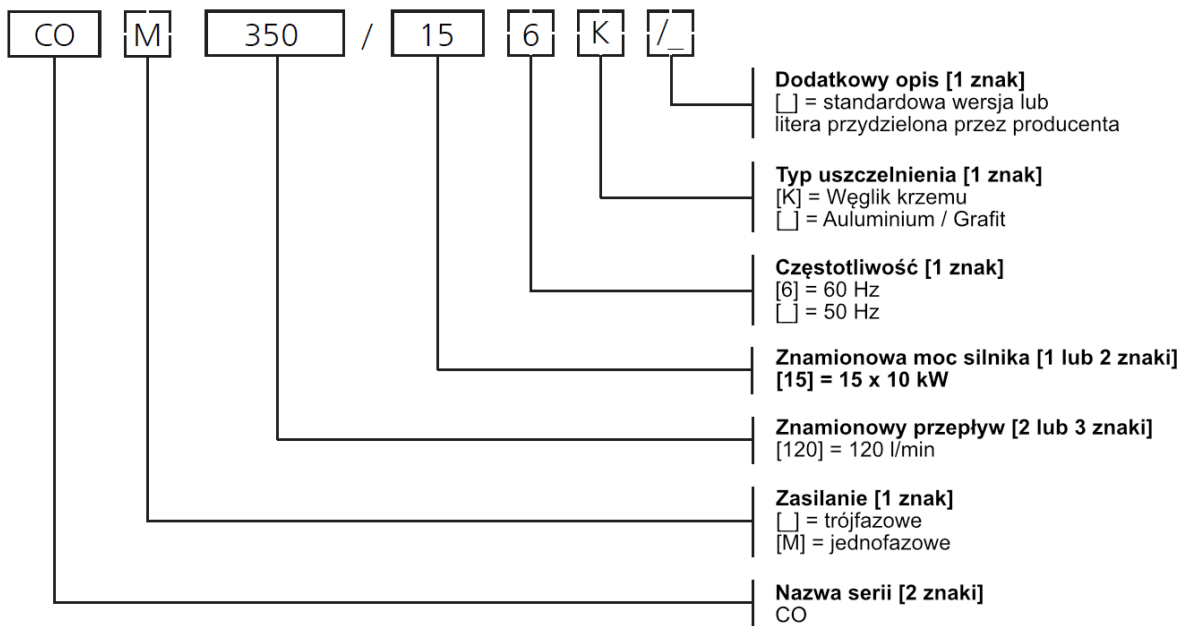 CO M 350 / 15 6 K /_
Dodatkowy opis [1 znak]
[_] = standardowa wersja lub
litera przydzielona przez producenta
Typ uszczelnienia [1 znak]
[K] = Węglik krzemu
[_] = Auluminium / Grafit
Częstotliwość [1 znak]
[6] = 60 Hz
[_] = 50 Hz
Znamionowa moc silnika [1 lub 2 znaki]
[15] = 15 x 10 kW
Znamionowy przepływ [2 lub 3 znaki]
[120] = 120 l/min
Zasilanie [1 znak]
[_] = trójfazowe
[M] = jednofazowe
Nazwa serii [2 znaki]
CO